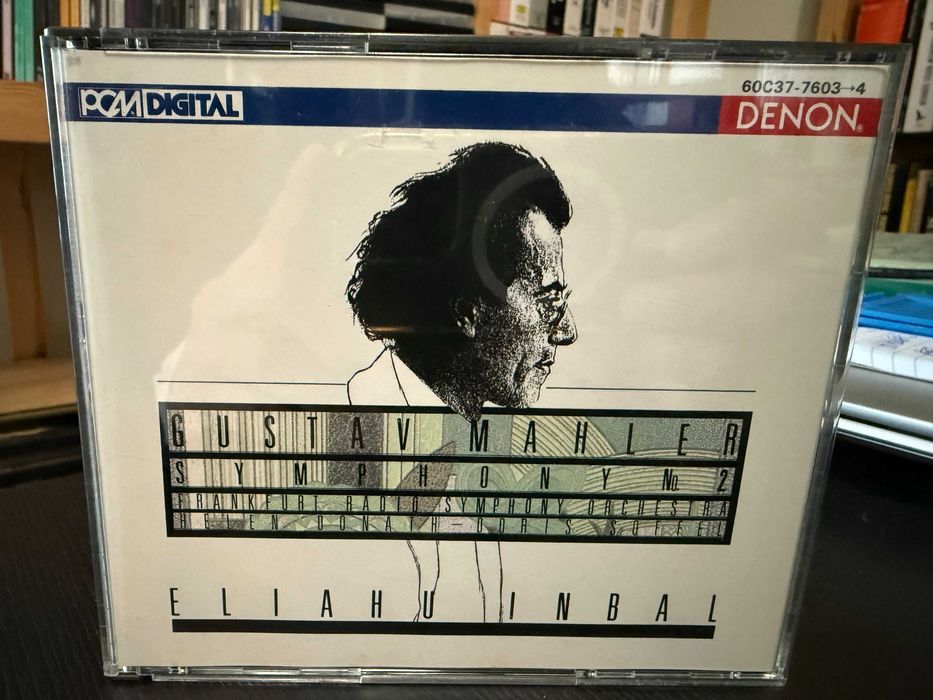 60C37-7603→4
PCM DIGITAL
DENON®
GUSTAV MAHLER
SYMPHONY No. 2
FRANKFURT RADIO SYMPHONY ORCHESTRA
HELEN DONATH—DORIS SOFFEL
ELIAHU INBAL